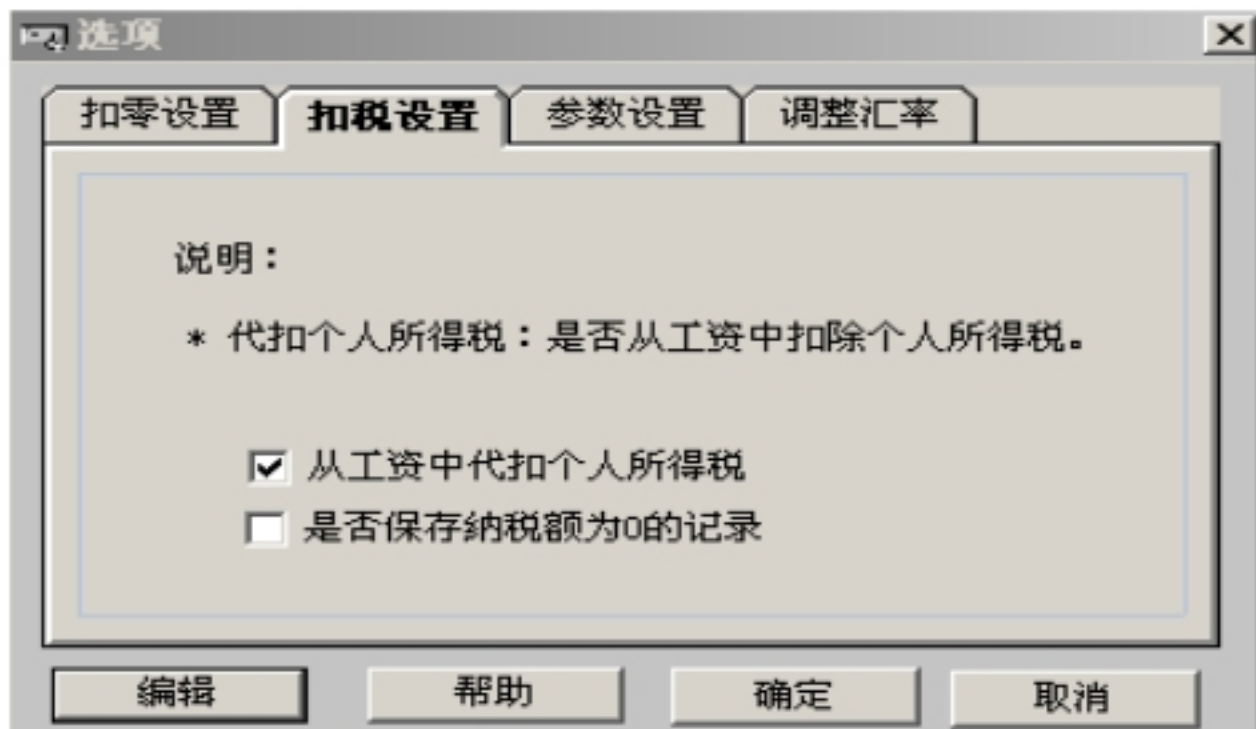 选项
扣零设置 扣税设置 参数设置 调整汇率
说明：
* 代扣个人所得税：是否从工资中扣除个人所得税。
从工资中代扣个人所得税
是否保存纳税额为0的记录
编辑 帮助 确定 取消